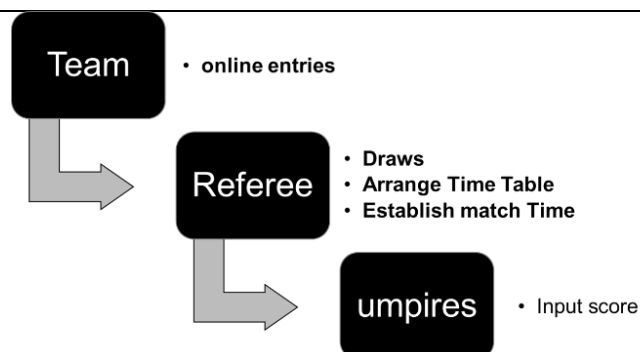 Team
• online entries
Referee
• Draws
• Arrange Time Table
• Establish match Time
umpires
• Input score